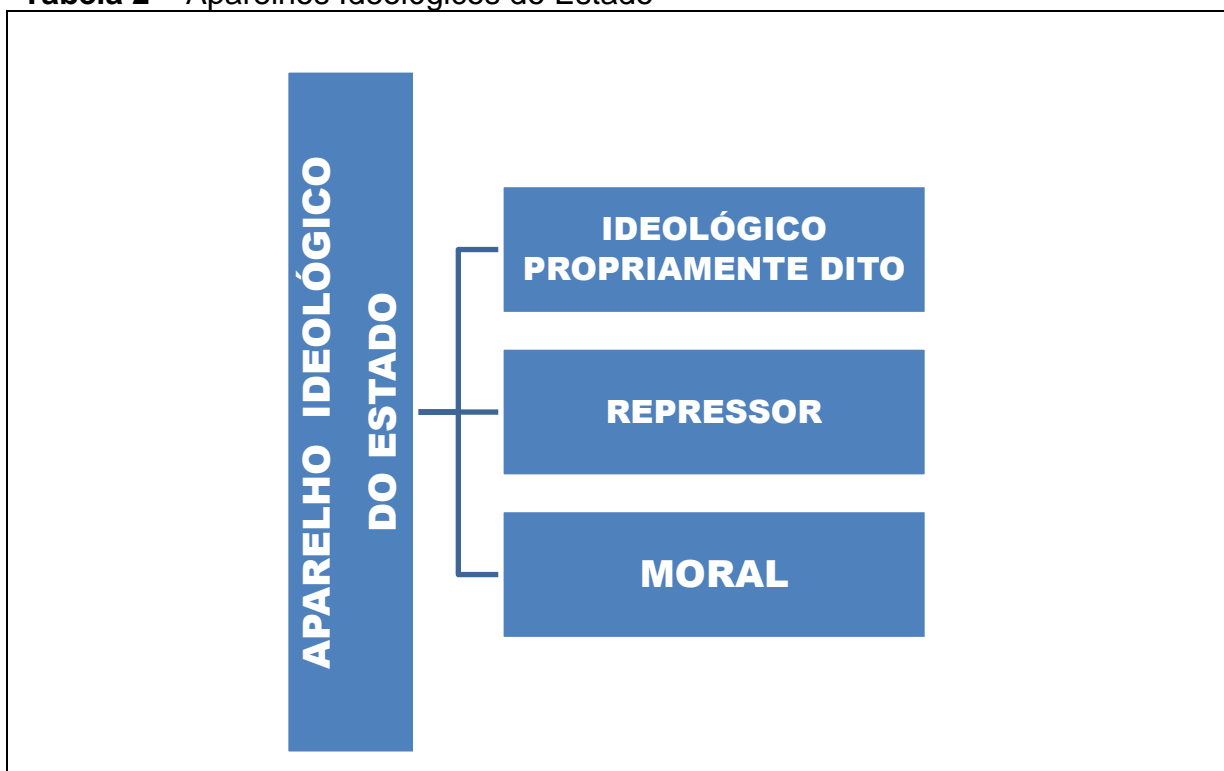 Tabela 2 – Aparelhos Ideológicos do Estado
APARELHO IDEOLÓGICO
DO ESTADO
IDEOLÓGICO
PROPRIAMENTE DITO
REPRESSOR
MORAL